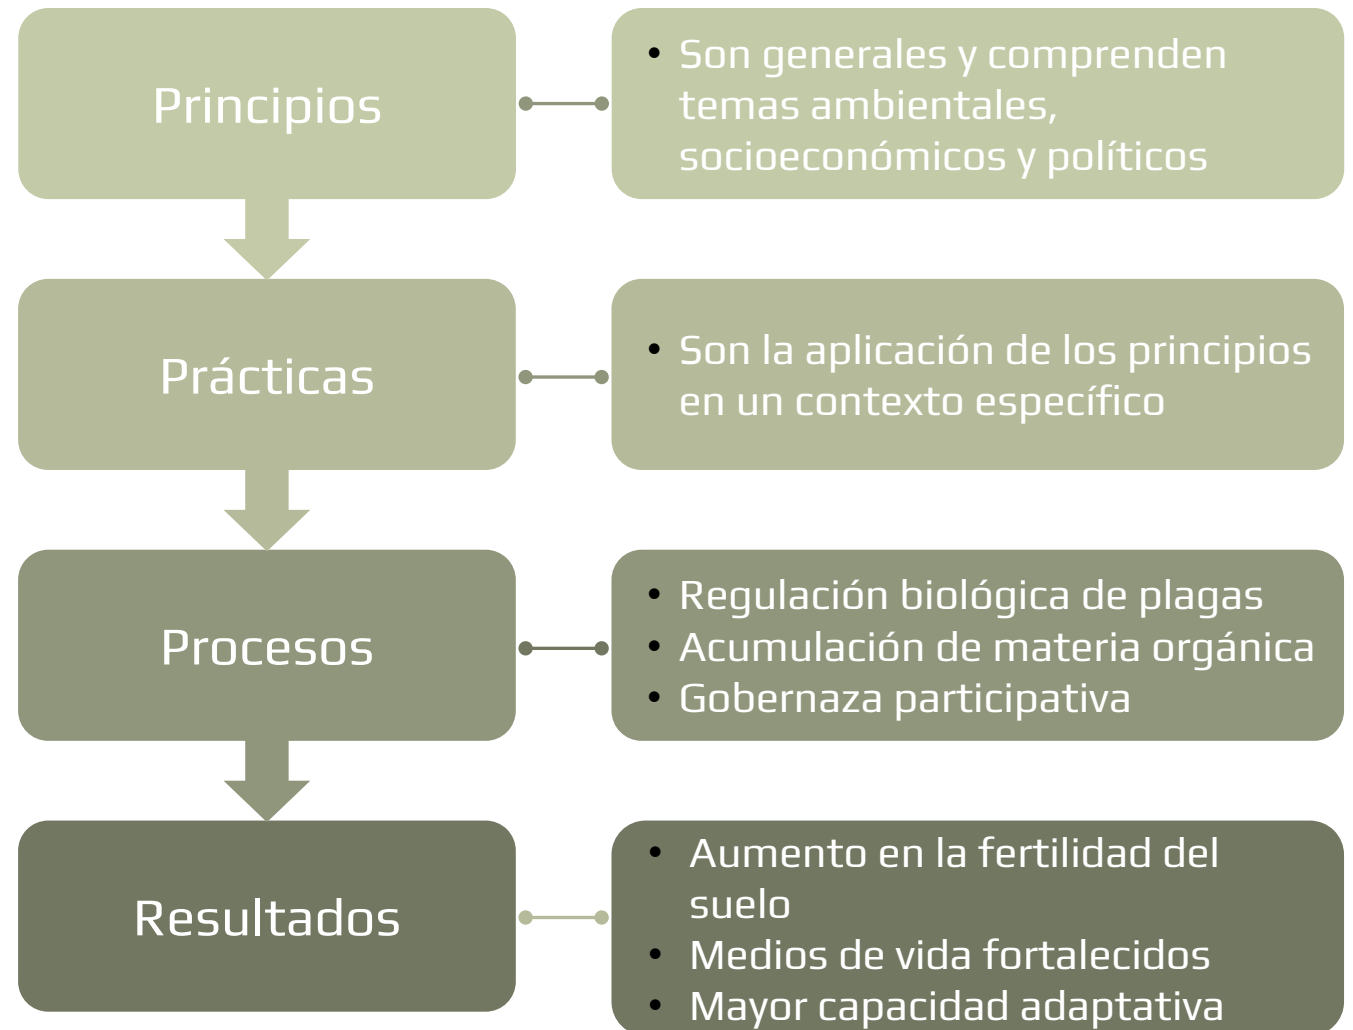 Principios
• Son generales y comprenden
temas ambientales,
socioeconómicos y políticos
Prácticas
• Son la aplicación de los principios
en un contexto específico
Procesos
• Regulación biológica de plagas
• Acumulación de materia orgánica
• Gobernaza participativa
Resultados
• Aumento en la fertilidad del
suelo
• Medios de vida fortalecidos
• Mayor capacidad adaptativa